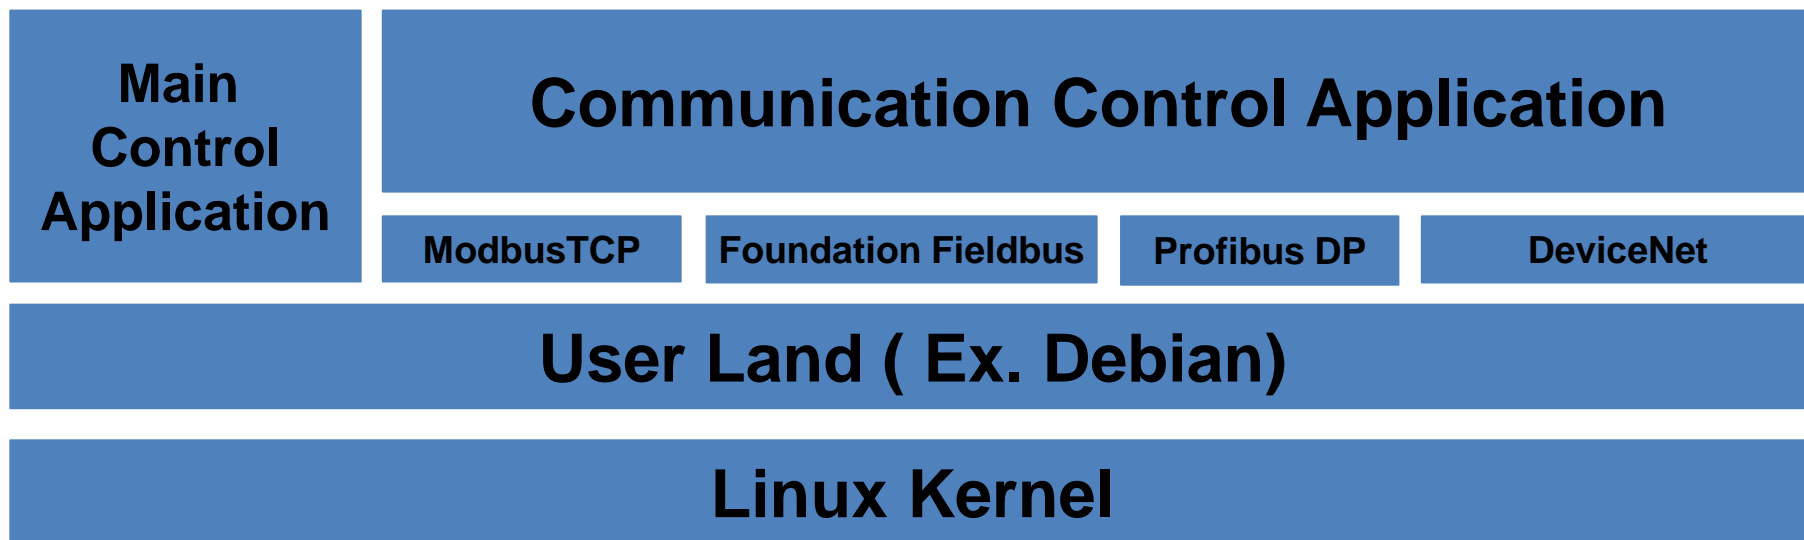 Main
Control
Application
Communication Control Application
ModbusTCP
Foundation Fieldbus
Profibus DP
DeviceNet
User Land ( Ex. Debian)
Linux Kernel